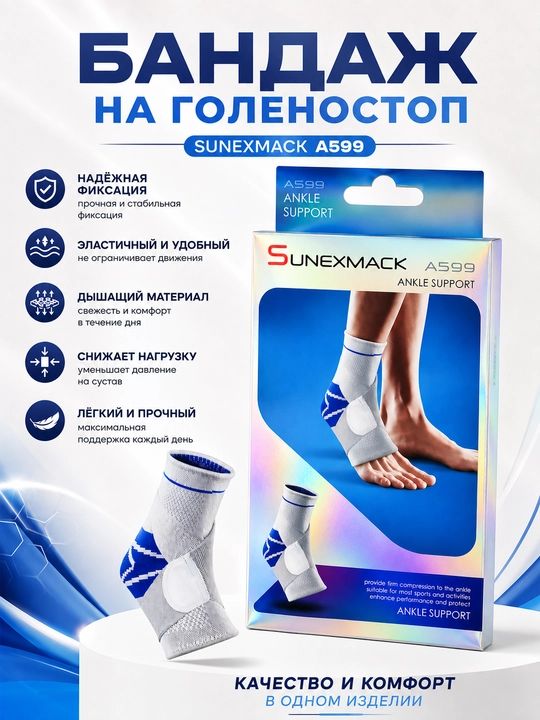 БАНДАЖ
НА ГОЛЕНОСТОП
SUNEXMACK A599
НАДЁЖНАЯ
ФИКСАЦИЯ
прочная и стабильная
фиксация
ЭЛАСТИЧНЫЙ И УДОБНЫЙ
не ограничивает движения
ДЫШАЩИЙ МАТЕРИАЛ
свежесть и комфорт
в течение дня
СНИЖАЕТ НАГРУЗКУ
уменьшает давление
на сустав
ЛЁГКИЙ И ПРОЧНЫЙ
максимальная
поддержка каждый день
A599
ANKLE
SUPPORT
SUNEXMACK A599
ANKLE SUPPORT
provide firm compression to the ankle
suitable for most sports and activities
enhance performance and protect
ANKLE SUPPORT
КАЧЕСТВО И КОМФОРТ
В ОДНОМ ИЗДЕЛИИ